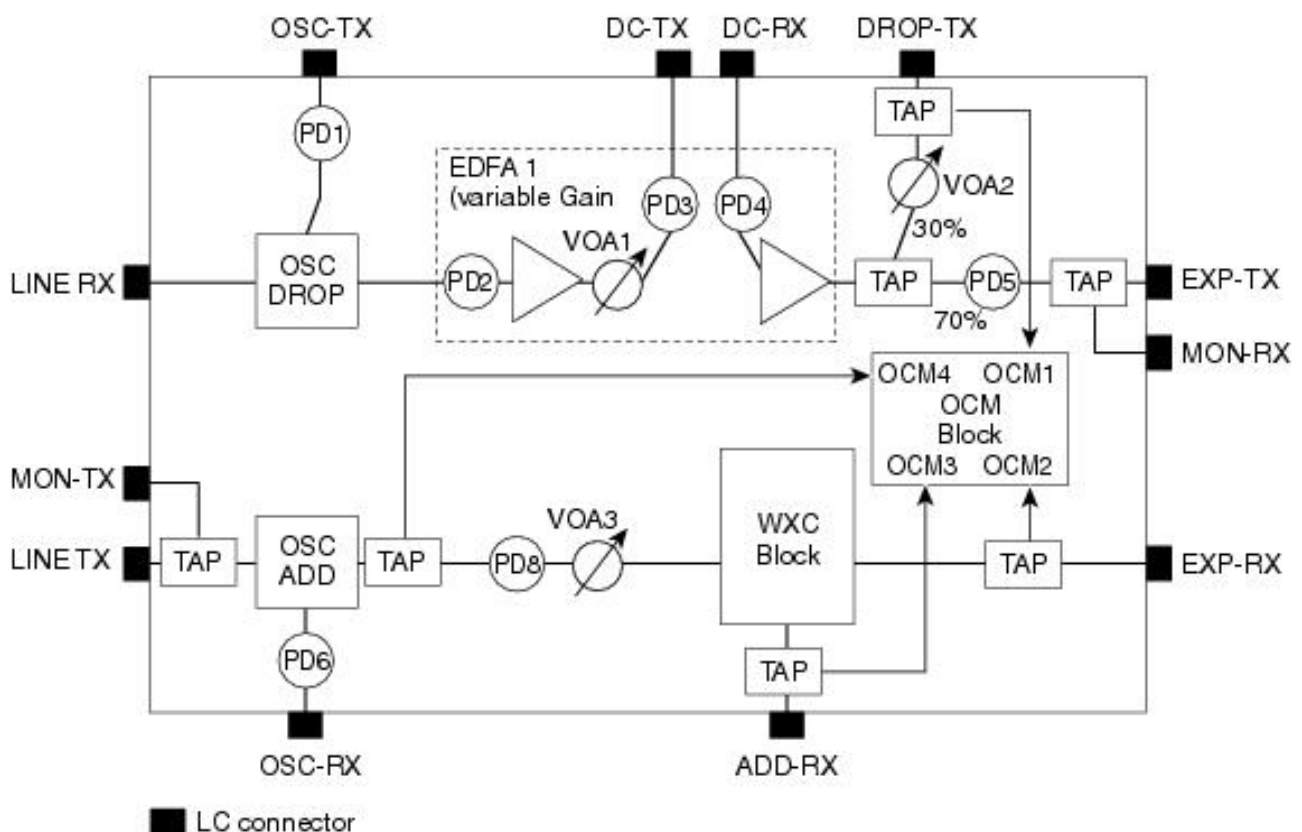 OSC-TX
DC-TX
DC-RX
DROP-TX
TAP
PD1
EDFA 1
(variable Gain
VOA2
PD3
PD4
30%
VOA1
OSC
DROP
LINE RX
PD2
TAP
PD5
TAP
EXP-TX
70%
MON-RX
OCM4
OCM1
OCM
Block
OCM3
OCM2
MON-TX
VOA3
WXC
Block
LINE TX
TAP
OSC
ADD
TAP
PD8
TAP
EXP-RX
PD6
TAP
OSC-RX
ADD-RX
LC connector